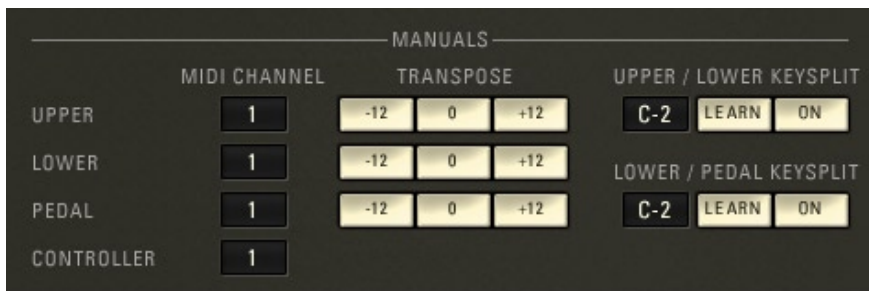 MANUALS
MIDI CHANNEL TRANSPOSE UPPER / LOWER KEYSPLIT
UPPER 1 -12 0 +12 C-2 LEARN ON
LOWER 1 -12 0 +12
LOWER / PEDAL KEYSPLIT
PEDAL 1 -12 0 +12 C-2 LEARN ON
CONTROLLER 1